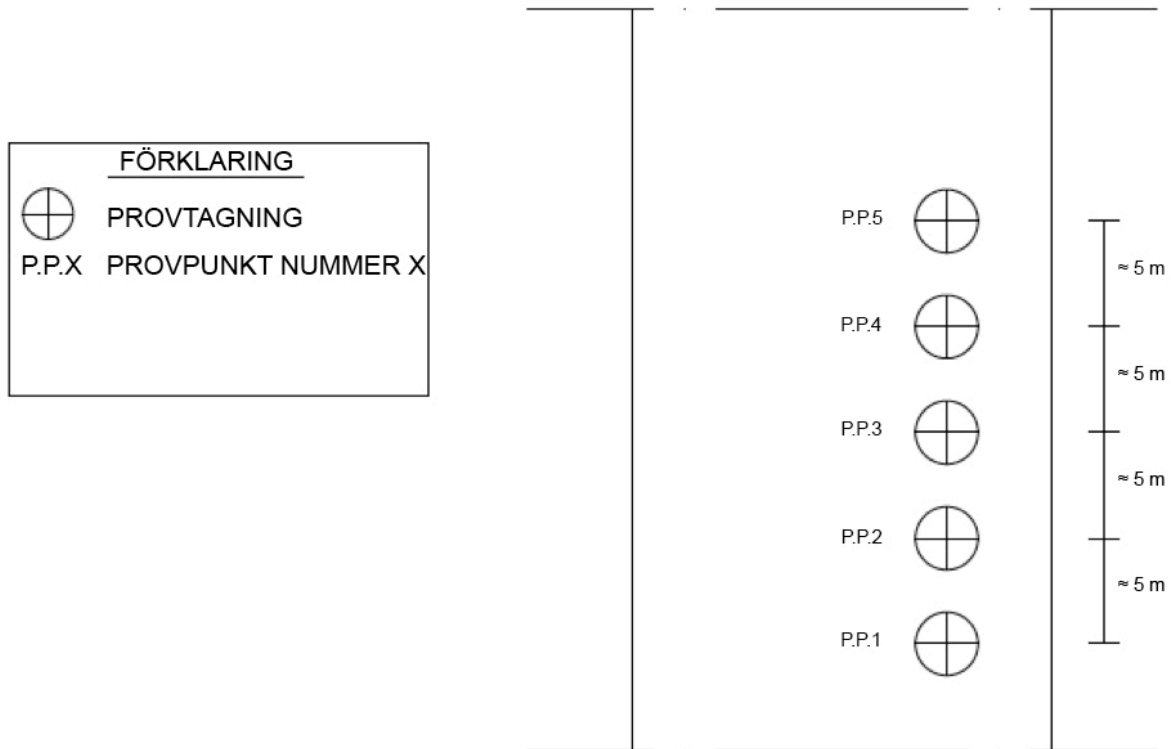 FÖRKLARING
PROVTAGNING
P.P.X PROVPUNKT NUMMER X
P.P.5
≈ 5 m
P.P.4
≈ 5 m
P.P.3
≈ 5 m
P.P.2
≈ 5 m
P.P.1